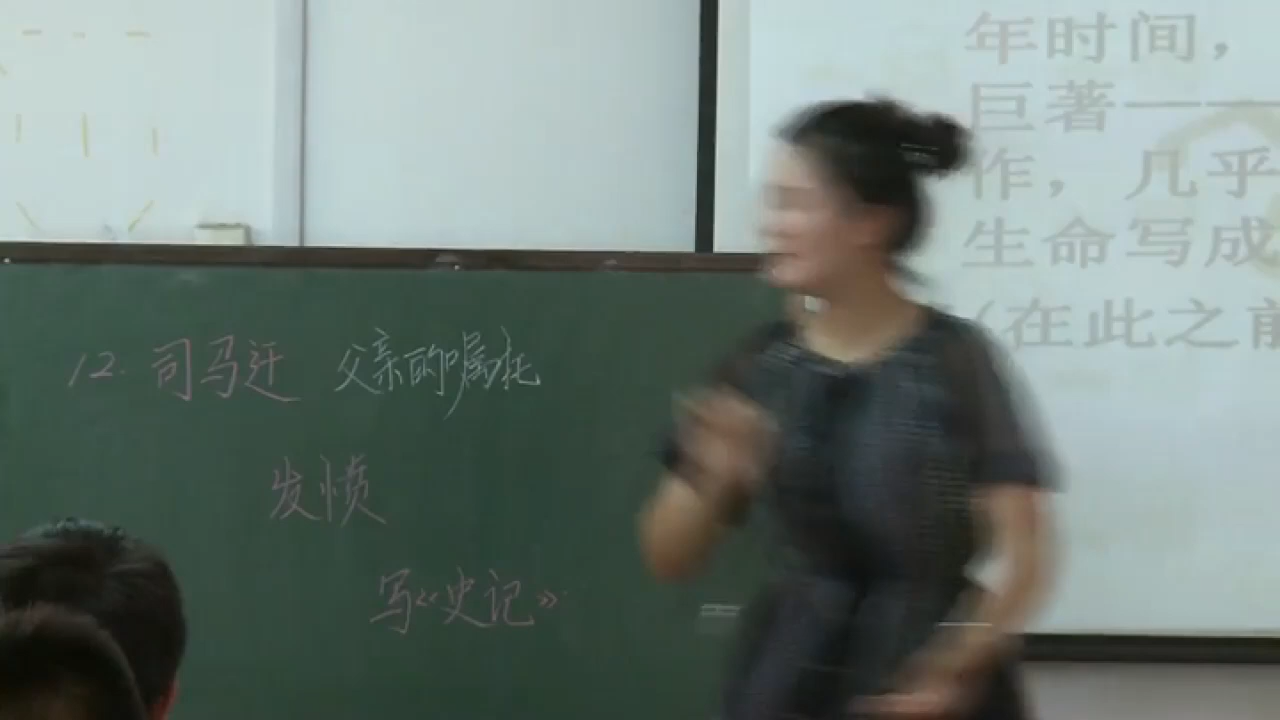 12. 司马迁 父亲的嘱托
发愤
写《史记》
年时间，
巨著——
作，几乎
生命写成
（在此之前